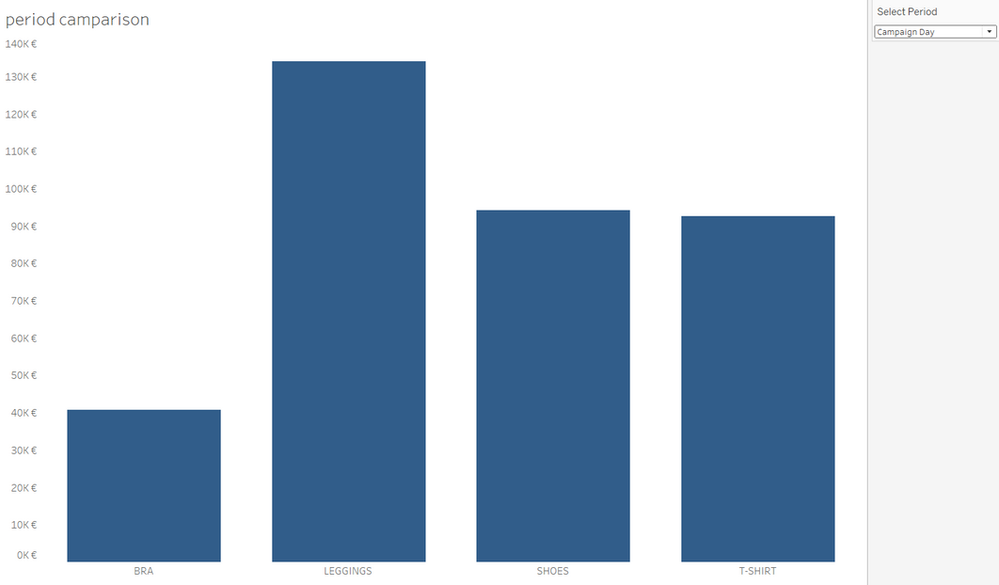 period camparison
Select Period
Campaign Day
140K €
130K €
120K €
110K €
100K €
90K €
80K €
70K €
60K €
50K €
40K €
30K €
20K €
10K €
0K €
BRA
LEGGINGS
SHOES
T-SHIRT